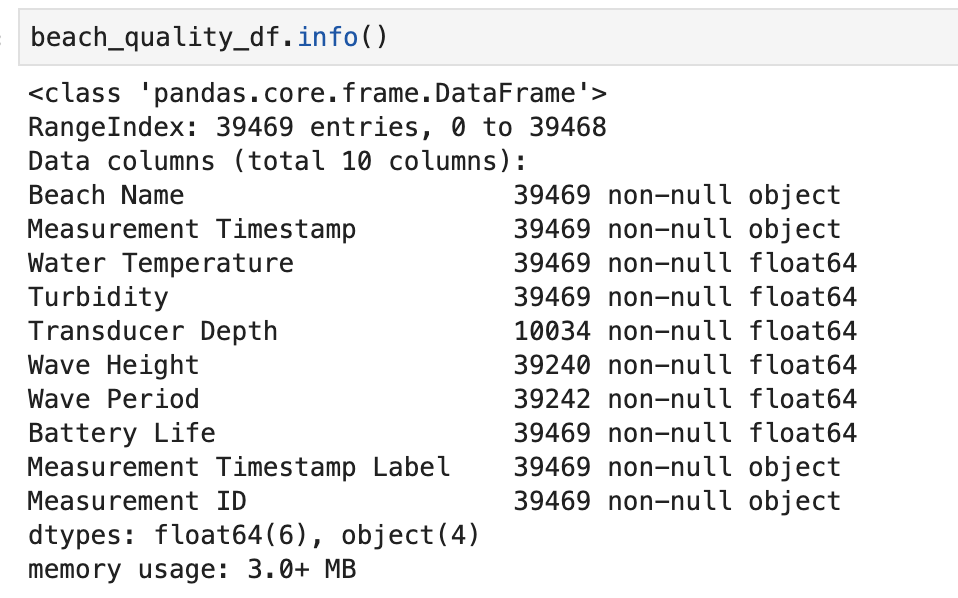 beach_quality_df.info()
<class 'pandas.core.frame.DataFrame'>
RangeIndex: 39469 entries, 0 to 39468
Data columns (total 10 columns):
Beach Name                     39469 non-null object
Measurement Timestamp          39469 non-null object
Water Temperature              39469 non-null float64
Turbidity                      39469 non-null float64
Transducer Depth               10034 non-null float64
Wave Height                    39240 non-null float64
Wave Period                    39242 non-null float64
Battery Life                   39469 non-null float64
Measurement Timestamp Label    39469 non-null object
Measurement ID                 39469 non-null object
dtypes: float64(6), object(4)
memory usage: 3.0+ MB